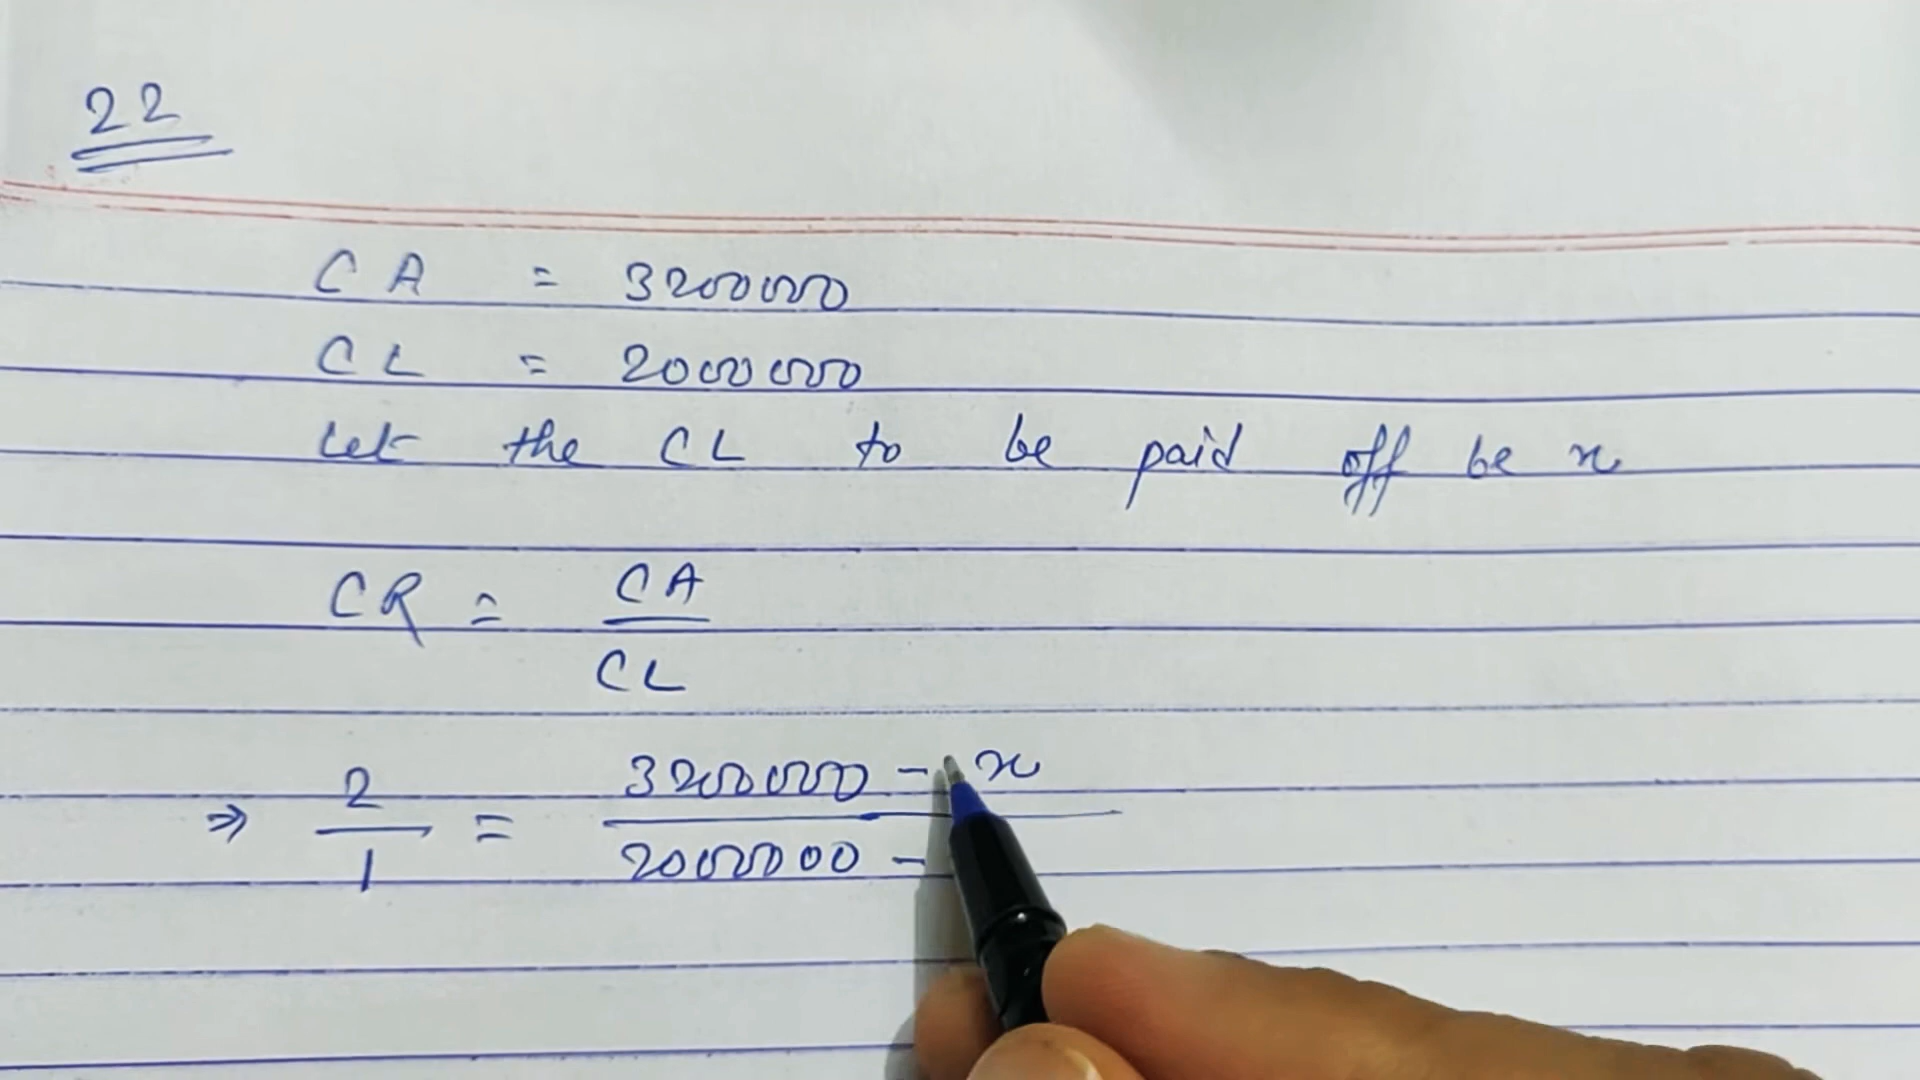 22
CA = 3200000
CL = 2000000
Let the CL to be paid off be x
CR = CA
CL
⇒ 2 = 3200000 - x
1 2000000 -